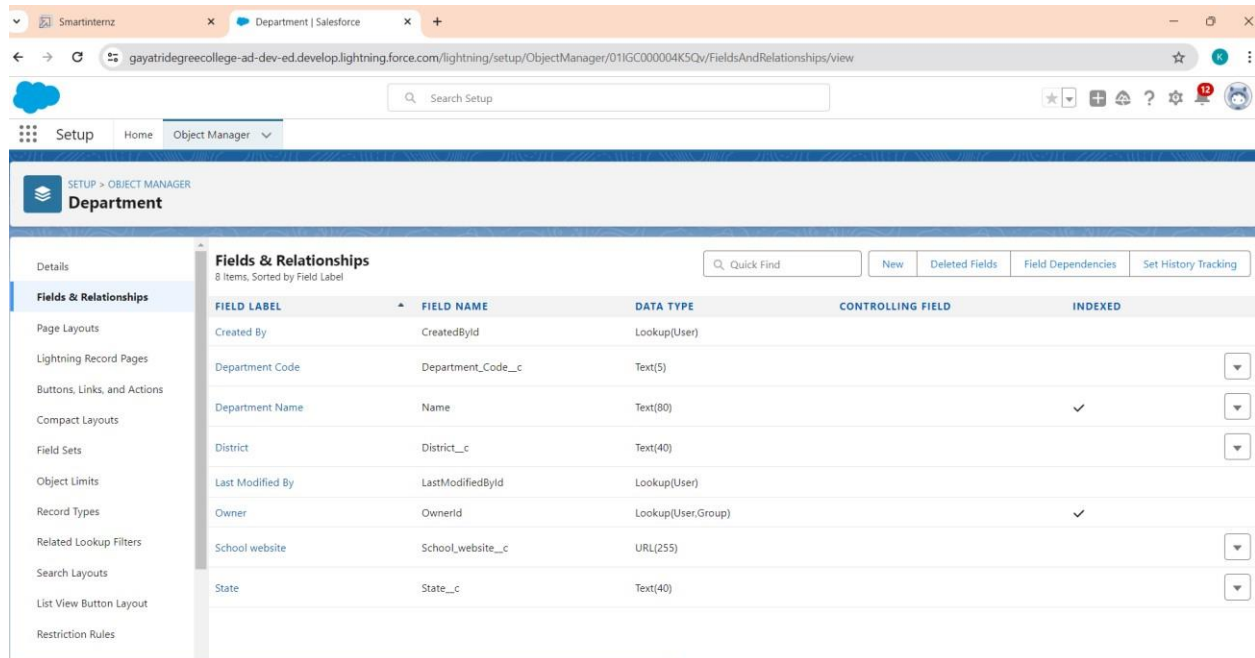 Smartinternz
Department | Salesforce
gayatridegreecollege-ad-dev-ed.develop.lightning.force.com/lightning/setup/ObjectManager/01IGC000004K5Qv/FieldsAndRelationships/view
K
Search Setup
12
Setup Home Object Manager
SETUP > OBJECT MANAGER
Department
Details
Fields & Relationships
Page Layouts
Lightning Record Pages
Buttons, Links, and Actions
Compact Layouts
Field Sets
Object Limits
Record Types
Related Lookup Filters
Search Layouts
List View Button Layout
Restriction Rules
Fields & Relationships
8 Items, Sorted by Field Label
Quick Find
New Deleted Fields Field Dependencies Set History Tracking
FIELD LABEL FIELD NAME DATA TYPE CONTROLLING FIELD INDEXED
Created By CreatedById Lookup(User)
Department Code Department_Code__c Text(5)
Department Name Name Text(80)
District District__c Text(40)
Last Modified By LastModifiedById Lookup(User)
Owner OwnerId Lookup(User,Group)
School website School_website__c URL(255)
State State__c Text(40)